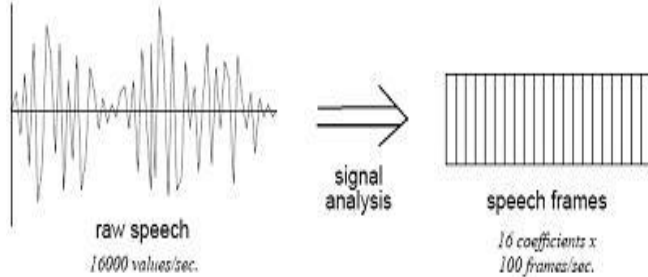 raw speech
16000 values/sec.
signal
analysis
speech frames
16 coefficients x
100 frames/sec.